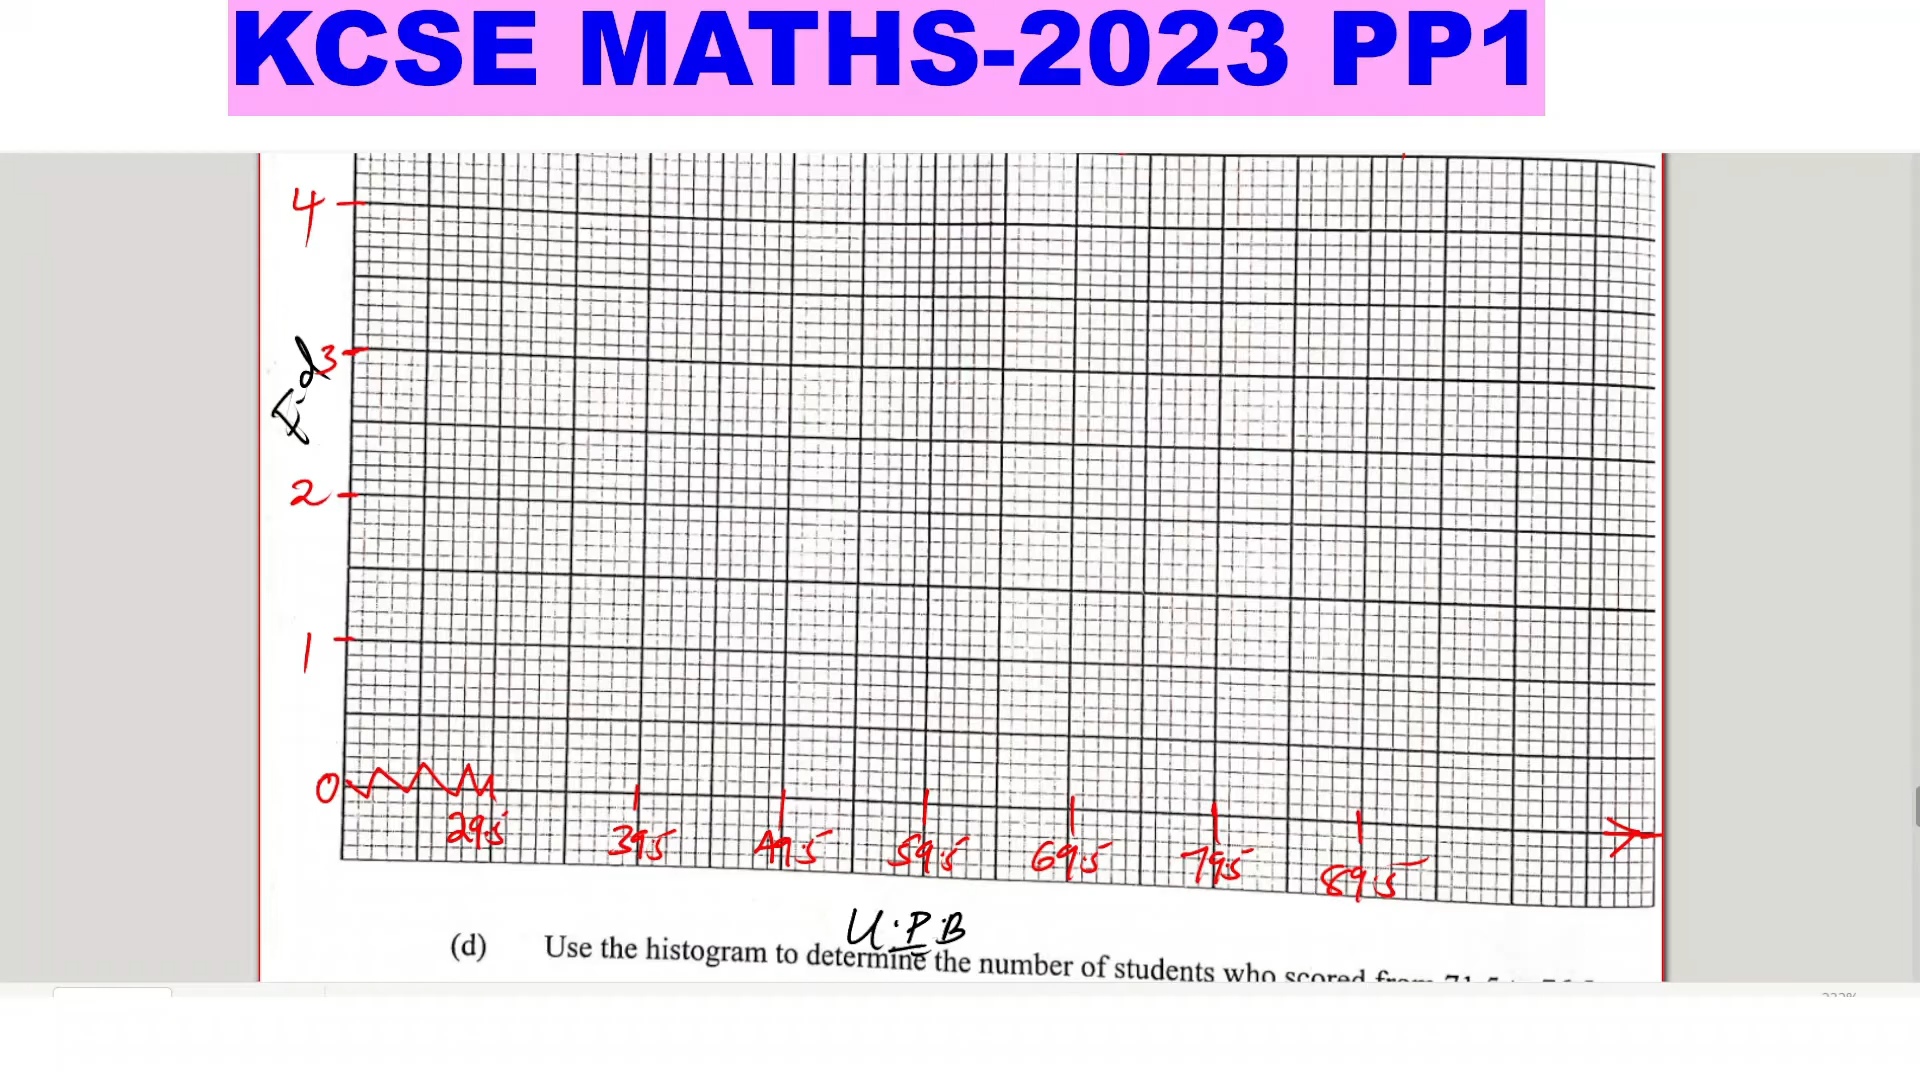 KCSE MATHS-2023 PP1
4
3
F.d
2
1
0
29.5 39.5 49.5 59.5 69.5 79.5 89.5
U.P.B
(d) Use the histogram to determine the number of students who scored from